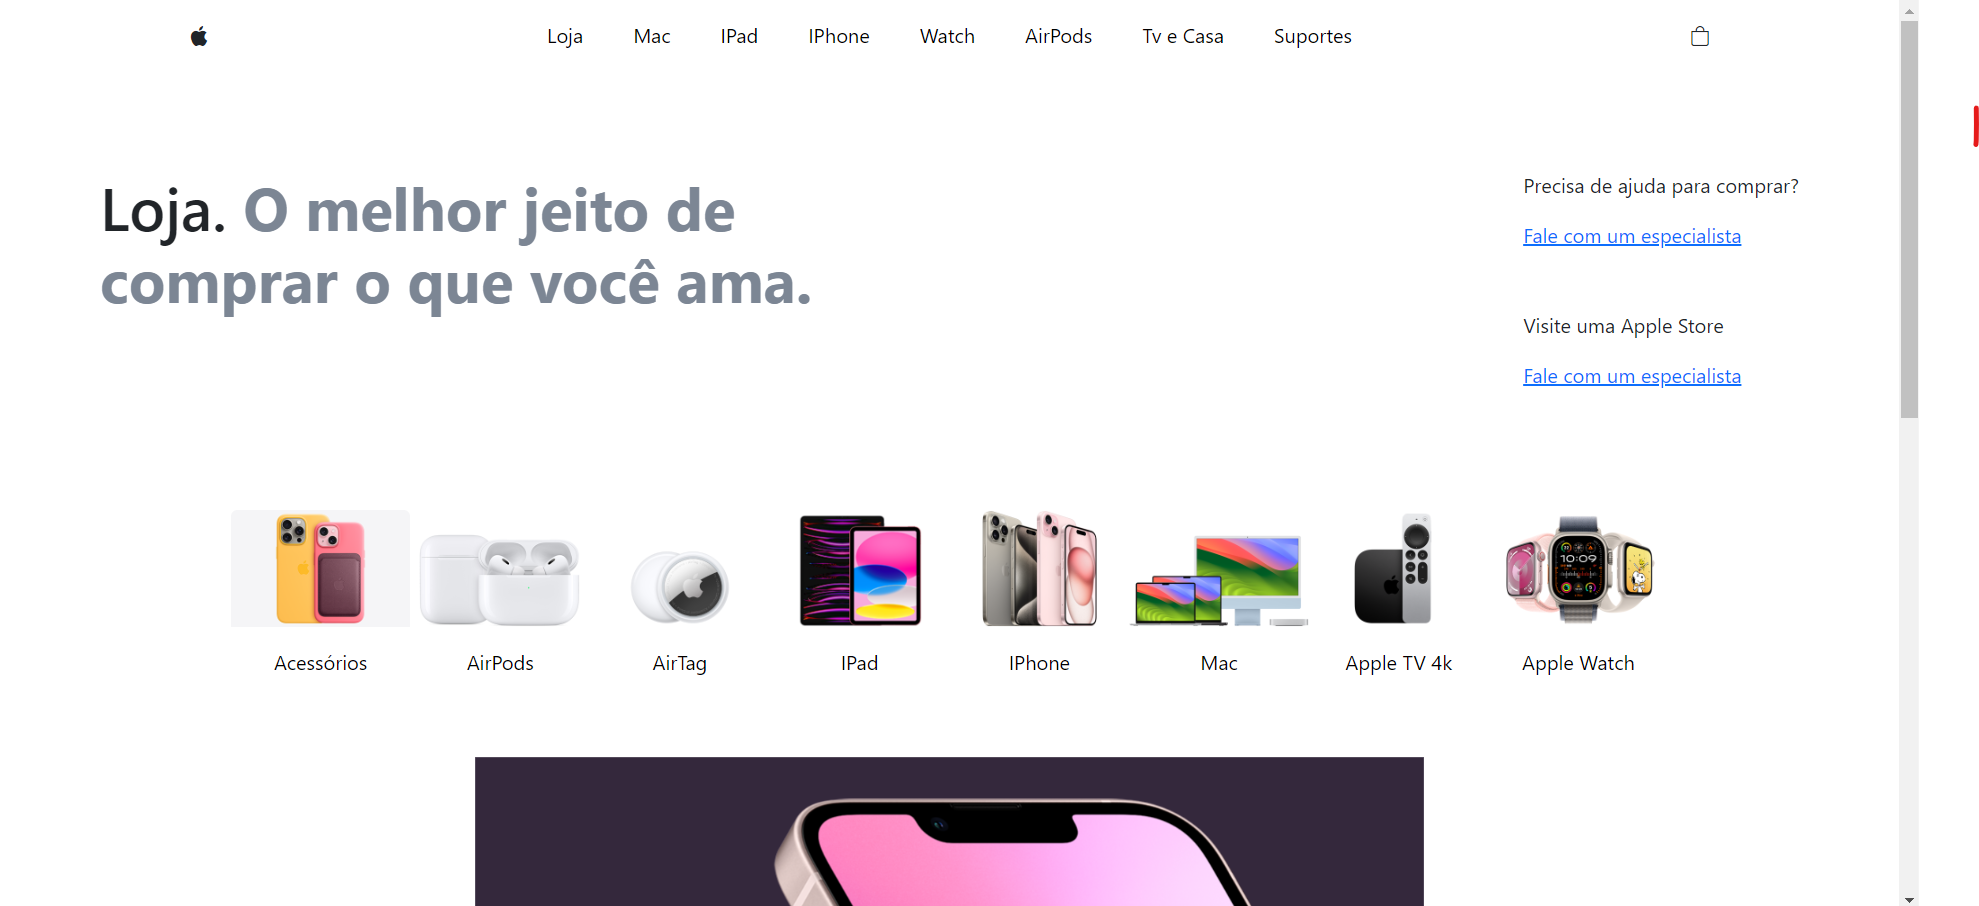 Loja Mac IPad IPhone Watch AirPods Tv e Casa Suportes
Loja. O melhor jeito de
comprar o que você ama.
Precisa de ajuda para comprar?
Fale com um especialista
Visite uma Apple Store
Fale com um especialista
Acessórios AirPods AirTag IPad IPhone Mac Apple TV 4k Apple Watch